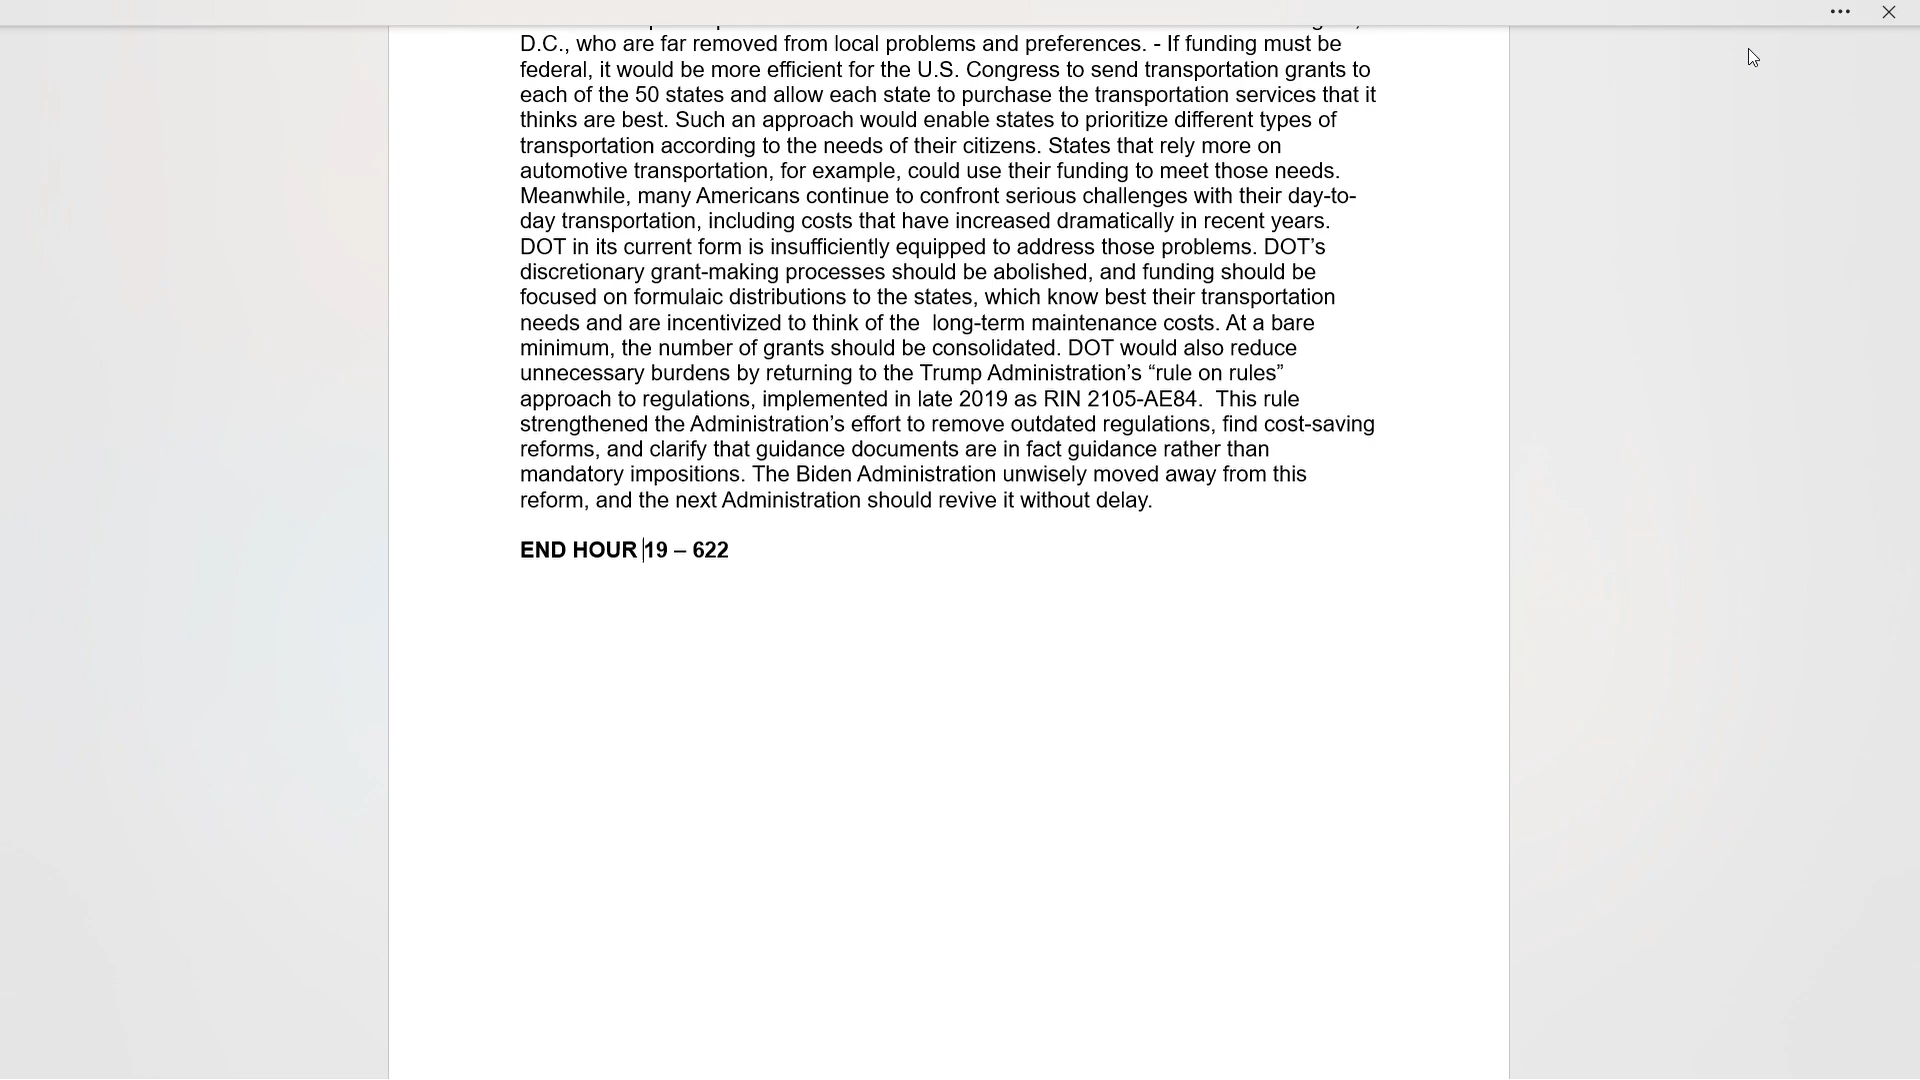 D.C., who are far removed from local problems and preferences. - If funding must be
federal, it would be more efficient for the U.S. Congress to send transportation grants to
each of the 50 states and allow each state to purchase the transportation services that it
thinks are best. Such an approach would enable states to prioritize different types of
transportation according to the needs of their citizens. States that rely more on
automotive transportation, for example, could use their funding to meet those needs.
Meanwhile, many Americans continue to confront serious challenges with their day-to-
day transportation, including costs that have increased dramatically in recent years.
DOT in its current form is insufficiently equipped to address those problems. DOT’s
discretionary grant-making processes should be abolished, and funding should be
focused on formulaic distributions to the states, which know best their transportation
needs and are incentivized to think of the  long-term maintenance costs. At a bare
minimum, the number of grants should be consolidated. DOT would also reduce
unnecessary burdens by returning to the Trump Administration’s “rule on rules”
approach to regulations, implemented in late 2019 as RIN 2105-AE84.  This rule
strengthened the Administration’s effort to remove outdated regulations, find cost-saving
reforms, and clarify that guidance documents are in fact guidance rather than
mandatory impositions. The Biden Administration unwisely moved away from this
reform, and the next Administration should revive it without delay.
END HOUR 19 – 622